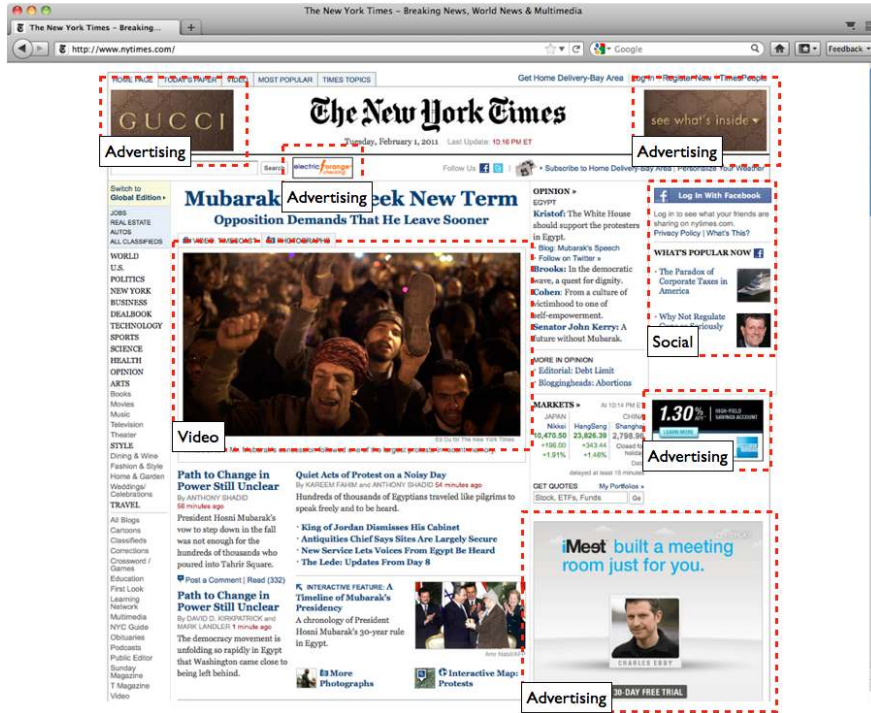 The New York Times – Breaking News, World News & Multimedia
The New York Times – Breaking...
http://www.nytimes.com/
Google
Feedback
HOME PAGE TODAY'S PAPER VIDEO MOST POPULAR TIMES TOPICS
Get Home Delivery-Bay Area Log In Register Now TimesPeople
GUCCI
Advertising
The New York Times
Tuesday, February 1, 2011 Last Update: 10:16 PM ET
see what's inside
Advertising
Search
electric orange checking
Advertising
Follow Us
Subscribe to Home Delivery-Bay Area | Personalize Your Weather
Switch to
Global Edition
JOBS
REAL ESTATE
AUTOS
ALL CLASSIFIEDS
WORLD
U.S.
POLITICS
NEW YORK
BUSINESS
DEALBOOK
TECHNOLOGY
SPORTS
SCIENCE
HEALTH
OPINION
ARTS
Books
Movies
Music
Television
Theater
STYLE
Dining & Wine
Fashion & Style
Home & Garden
Weddings/
Celebrations
TRAVEL
All Blogs
Cartoons
Classifieds
Corrections
Crossword /
Games
Education
First Look
Learning
Network
Multimedia
NYC Guide
Obituaries
Podcasts
Public Editor
Sunday
Magazine
T Magazine
Video
Mubarak eek New Term
Opposition Demands That He Leave Sooner
VIDEO: TIMESCAST PHOTOGRAPHS
Video
Ed Ou for The New York Times
Path to Change in
Power Still Unclear
By ANTHONY SHADID
58 minutes ago
President Hosni Mubarak's
vow to step down in the fall
was not enough for the
hundreds of thousands who
poured into Tahrir Square.
Post a Comment | Read (332)
Path to Change in
Power Still Unclear
By DAVID D. KIRKPATRICK and
MARK LANDLER 1 minute ago
The democracy movement is
unfolding so rapidly in Egypt
that Washington came close to
being left behind.
Quiet Acts of Protest on a Noisy Day
By KAREEM FAHIM and ANTHONY SHADID 54 minutes ago
Hundreds of thousands of Egyptians traveled like pilgrims to
speak freely and to be heard.
King of Jordan Dismisses His Cabinet
Antiquities Chief Says Sites Are Largely Secure
New Service Lets Voices From Egypt Be Heard
The Lede: Updates From Day 8
INTERACTIVE FEATURE: A
Timeline of Mubarak's
Presidency
A chronology of President
Hosni Mubarak's 30-year rule
in Egypt.
More
Photographs
Interactive Map:
Protests
OPINION »
EGYPT
Kristof: The White House
should support the protesters
in Egypt.
Blog: Mubarak's Speech
Follow on Twitter »
Brooks: In the democratic
wave, a quest for dignity.
Cohen: From a culture of
victimhood to one of
self-empowerment.
Senator John Kerry: A
future without Mubarak.
MORE IN OPINION
Editorial: Debt Limit
Bloggingheads: Abortions
MARKETS » At 10:14 PM ET
JAPAN CHINA
Nikkei HangSeng Shanghai
10,470.50 23,826.39 2,798.96
+196.00 +343.44 Closed for
+1.91% +1.46% holiday
Data
delayed at least 15 minutes
GET QUOTES My Portfolios »
Stock, ETFs, Funds Go
Log In With Facebook
Log in to see what your friends are
sharing on nytimes.com.
Privacy Policy | What's This?
WHAT'S POPULAR NOW
The Paradox of
Corporate Taxes in
America
Why Not Regulate
Social
1.30% HIGH-YIELD
SAVINGS ACCOUNT
LEARN MORE
Advertising
iMeet built a meeting
room just for you.
CHARLES EBBY
30-DAY FREE TRIAL
Advertising